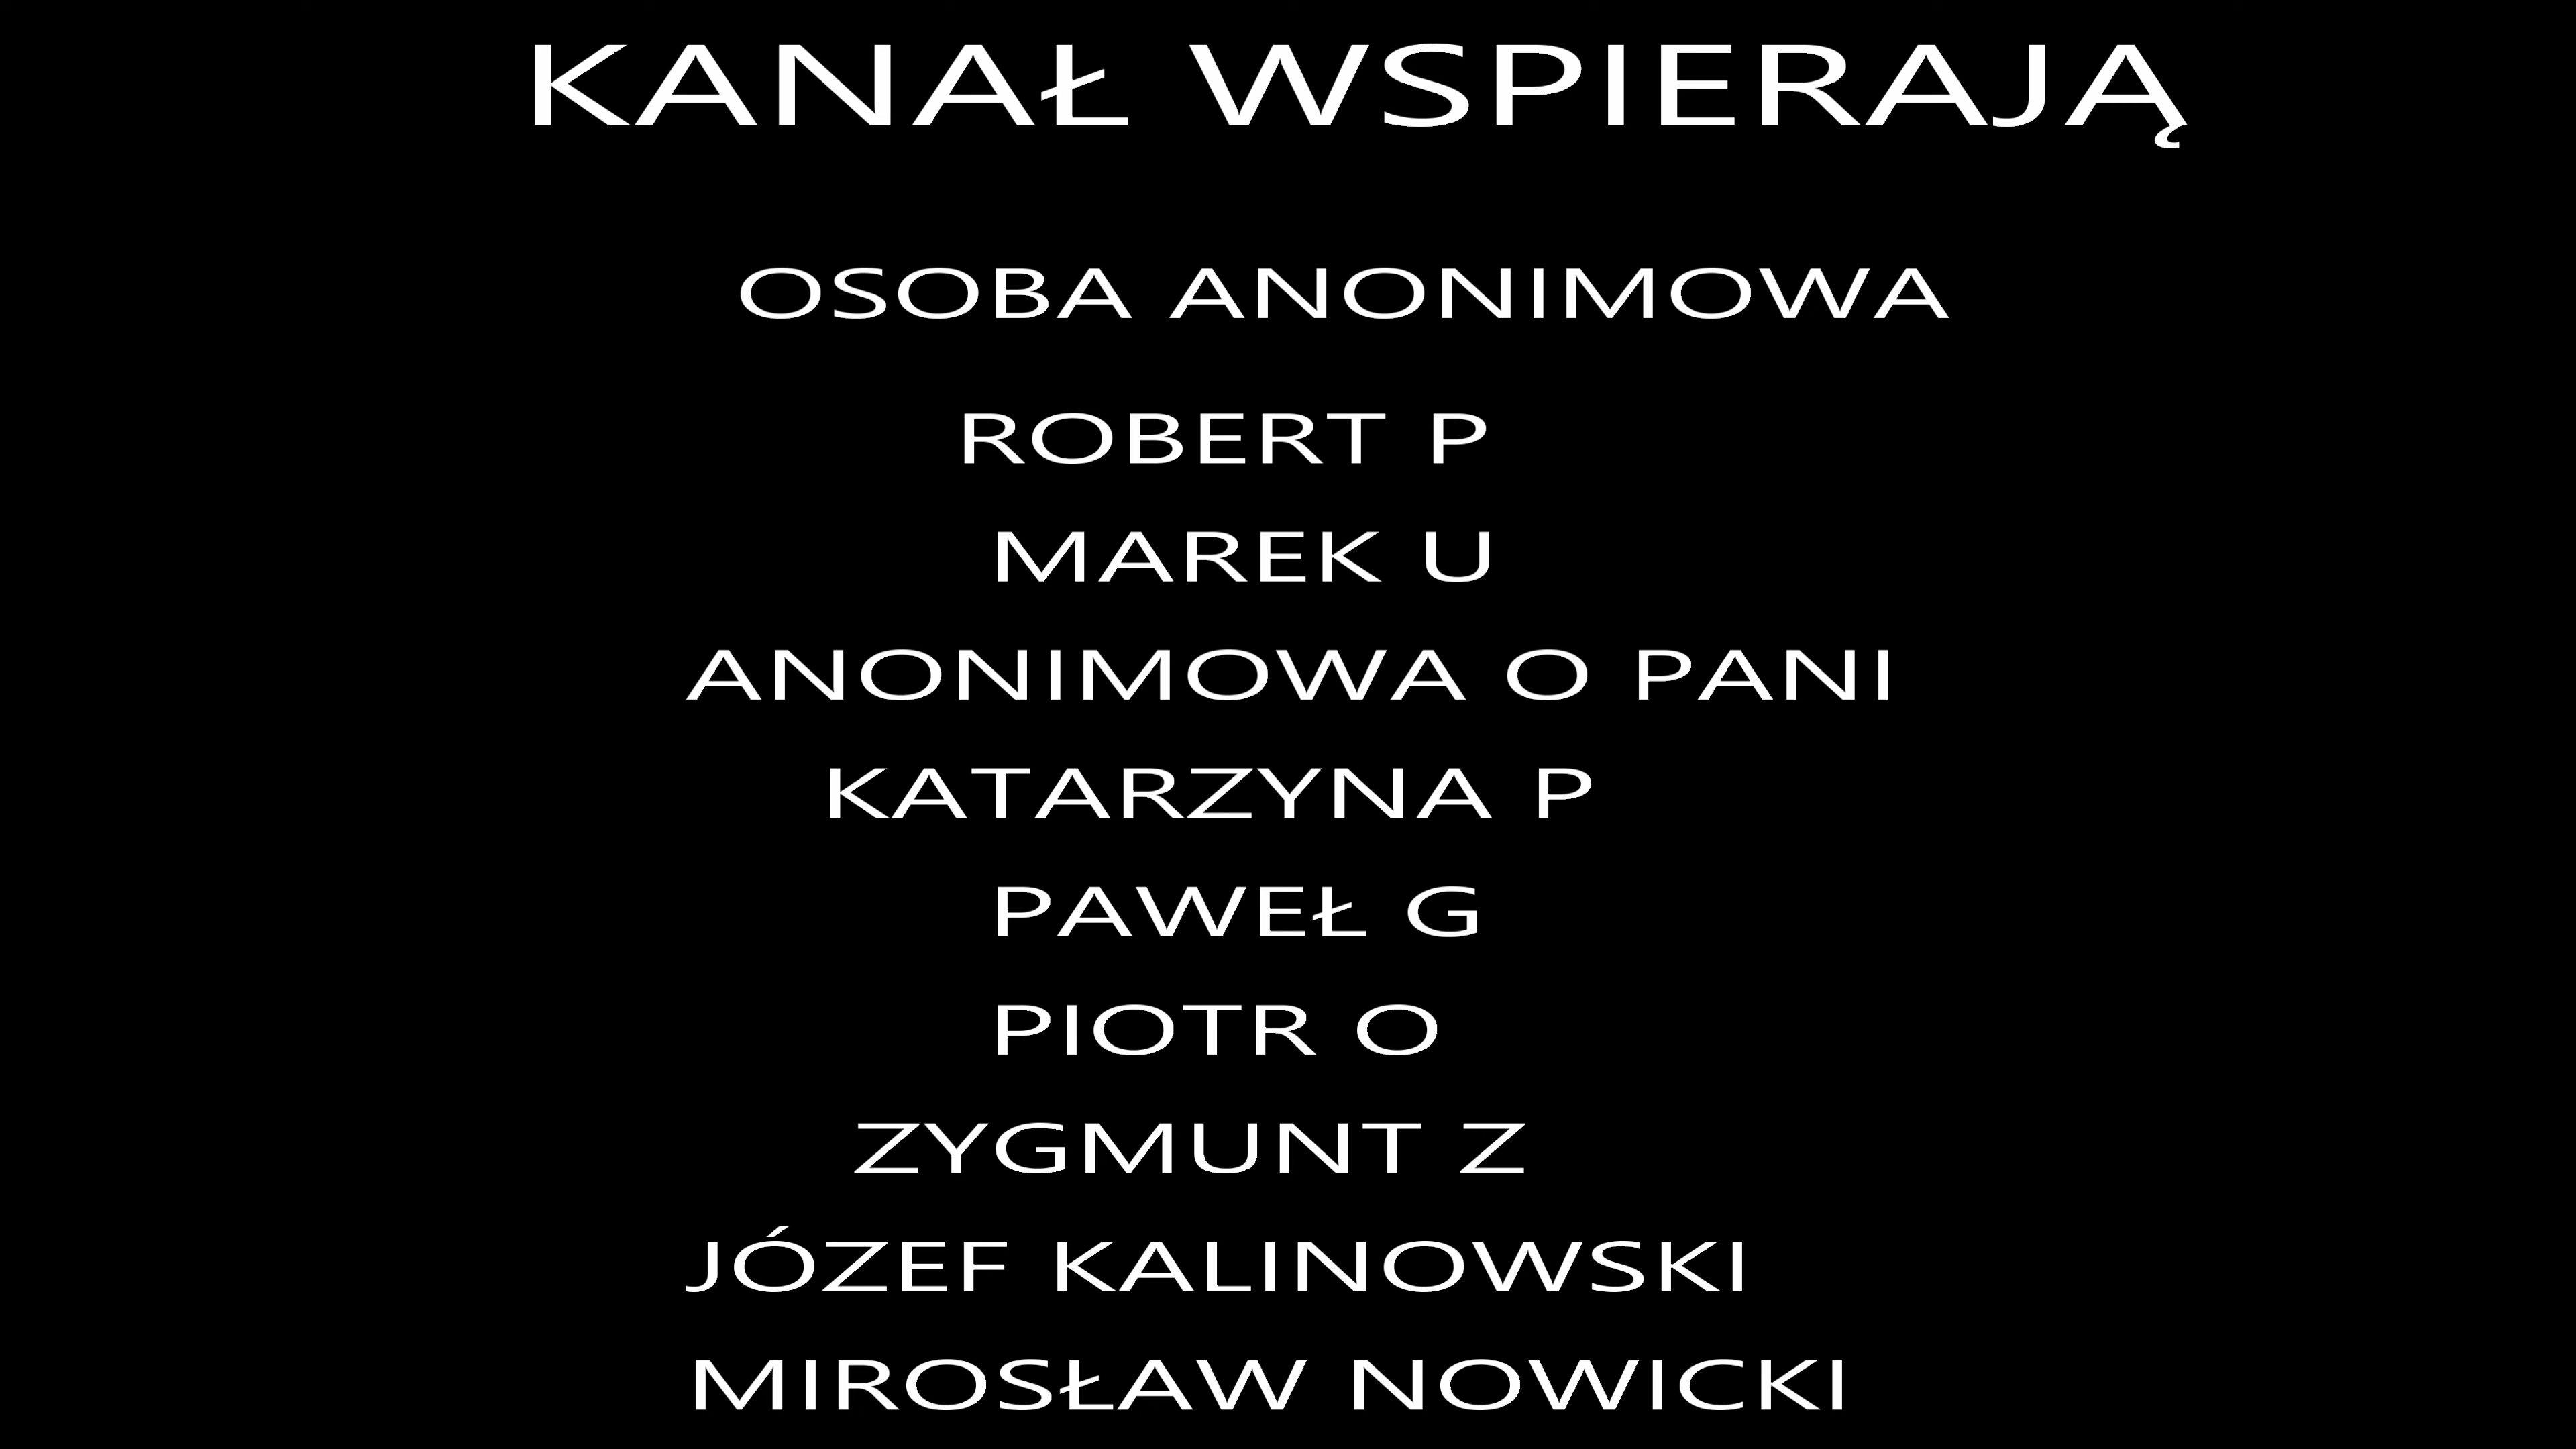 KANAŁ WSPIERAJĄ
OSOBA ANONIMOWA
ROBERT P
MAREK U
ANONIMOWA O PANI
KATARZYNA P
PAWEŁ G
PIOTR O
ZYGMUNT Z
JÓZEF KALINOWSKI
MIROSŁAW NOWICKI